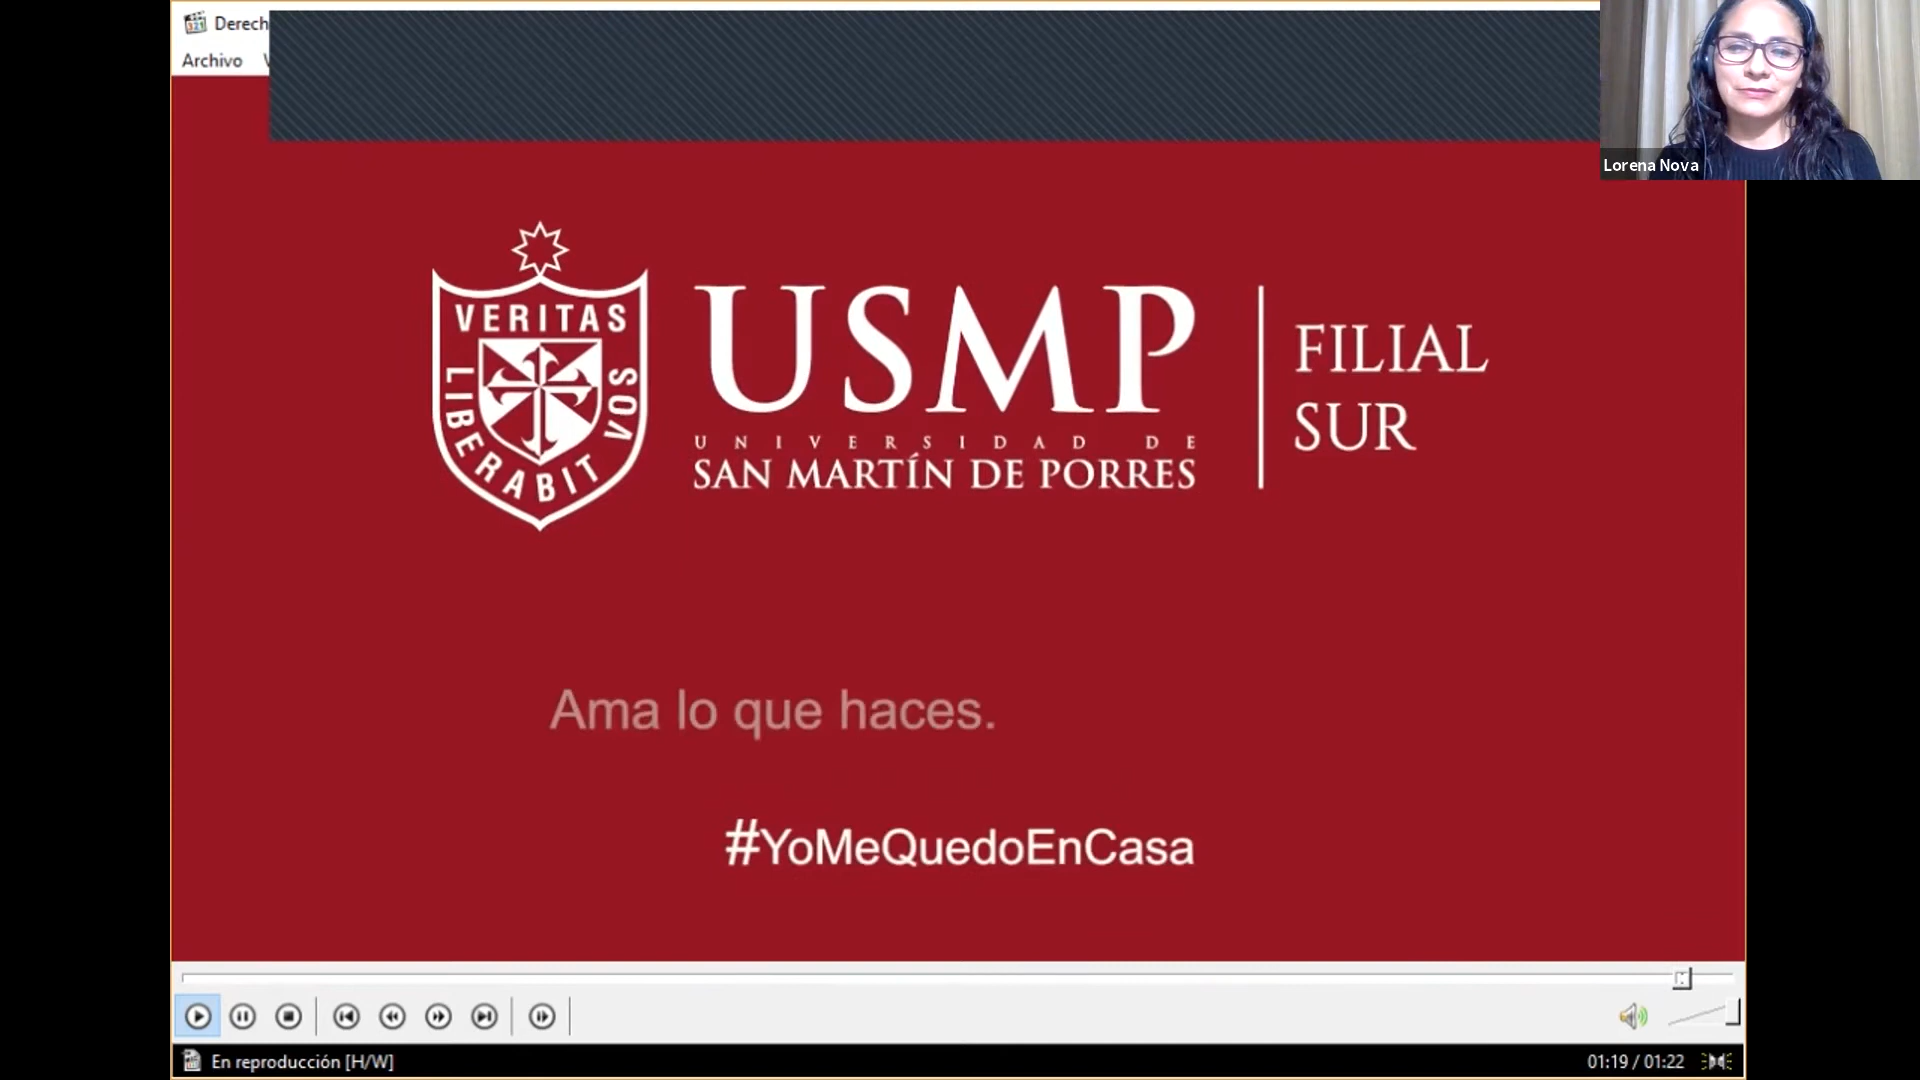 Derech
Archivo
Lorena Nova
VERITAS
LIBERABIT
VOS
USMP
UNIVERSIDAD DE
SAN MARTÍN DE PORRES
FILIAL
SUR
Ama lo que haces.
#YoMeQuedoEnCasa
En reproducción [H/W]
01:19 / 01:22